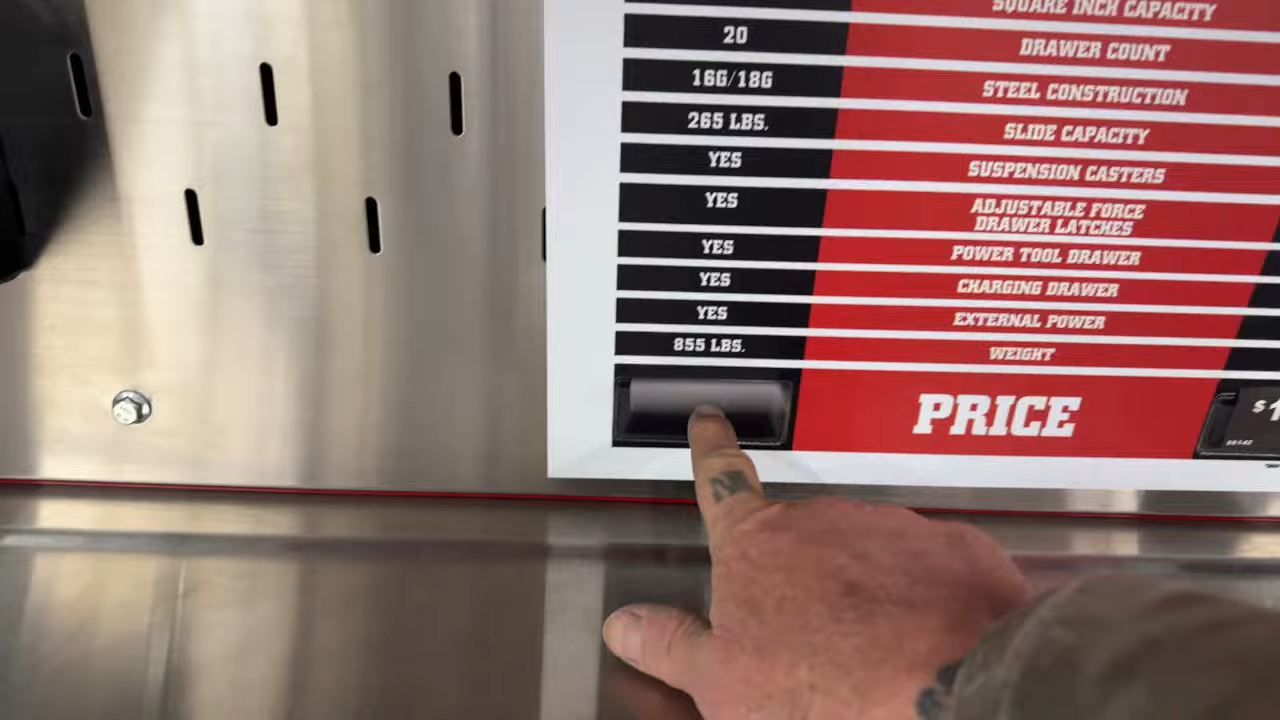 SQUARE INCH CAPACITY
20 DRAWER COUNT
16G/18G STEEL CONSTRUCTION
265 LBS. SLIDE CAPACITY
YES SUSPENSION CASTERS
YES ADJUSTABLE FORCE
DRAWER LATCHES
YES POWER TOOL DRAWER
YES CHARGING DRAWER
YES EXTERNAL POWER
855 LBS. WEIGHT
PRICE